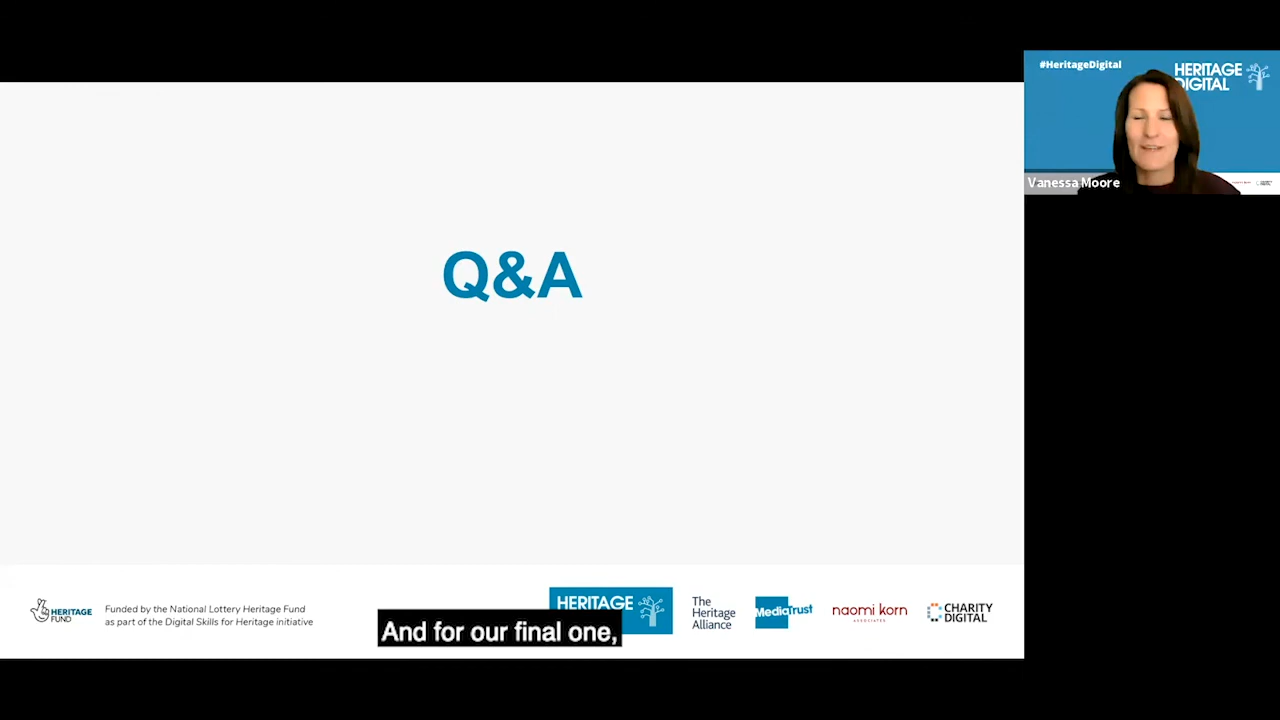 #HeritageDigital
HERITAGE
DIGITAL
Vanessa Moore
Q&A
HERITAGE
FUND
Funded by the National Lottery Heritage Fund
as part of the Digital Skills for Heritage initiative
HERITAGE
The
Heritage
Alliance
MediaTrust
naomi korn
ASSOCIATES
CHARITY
DIGITAL
And for our final one,